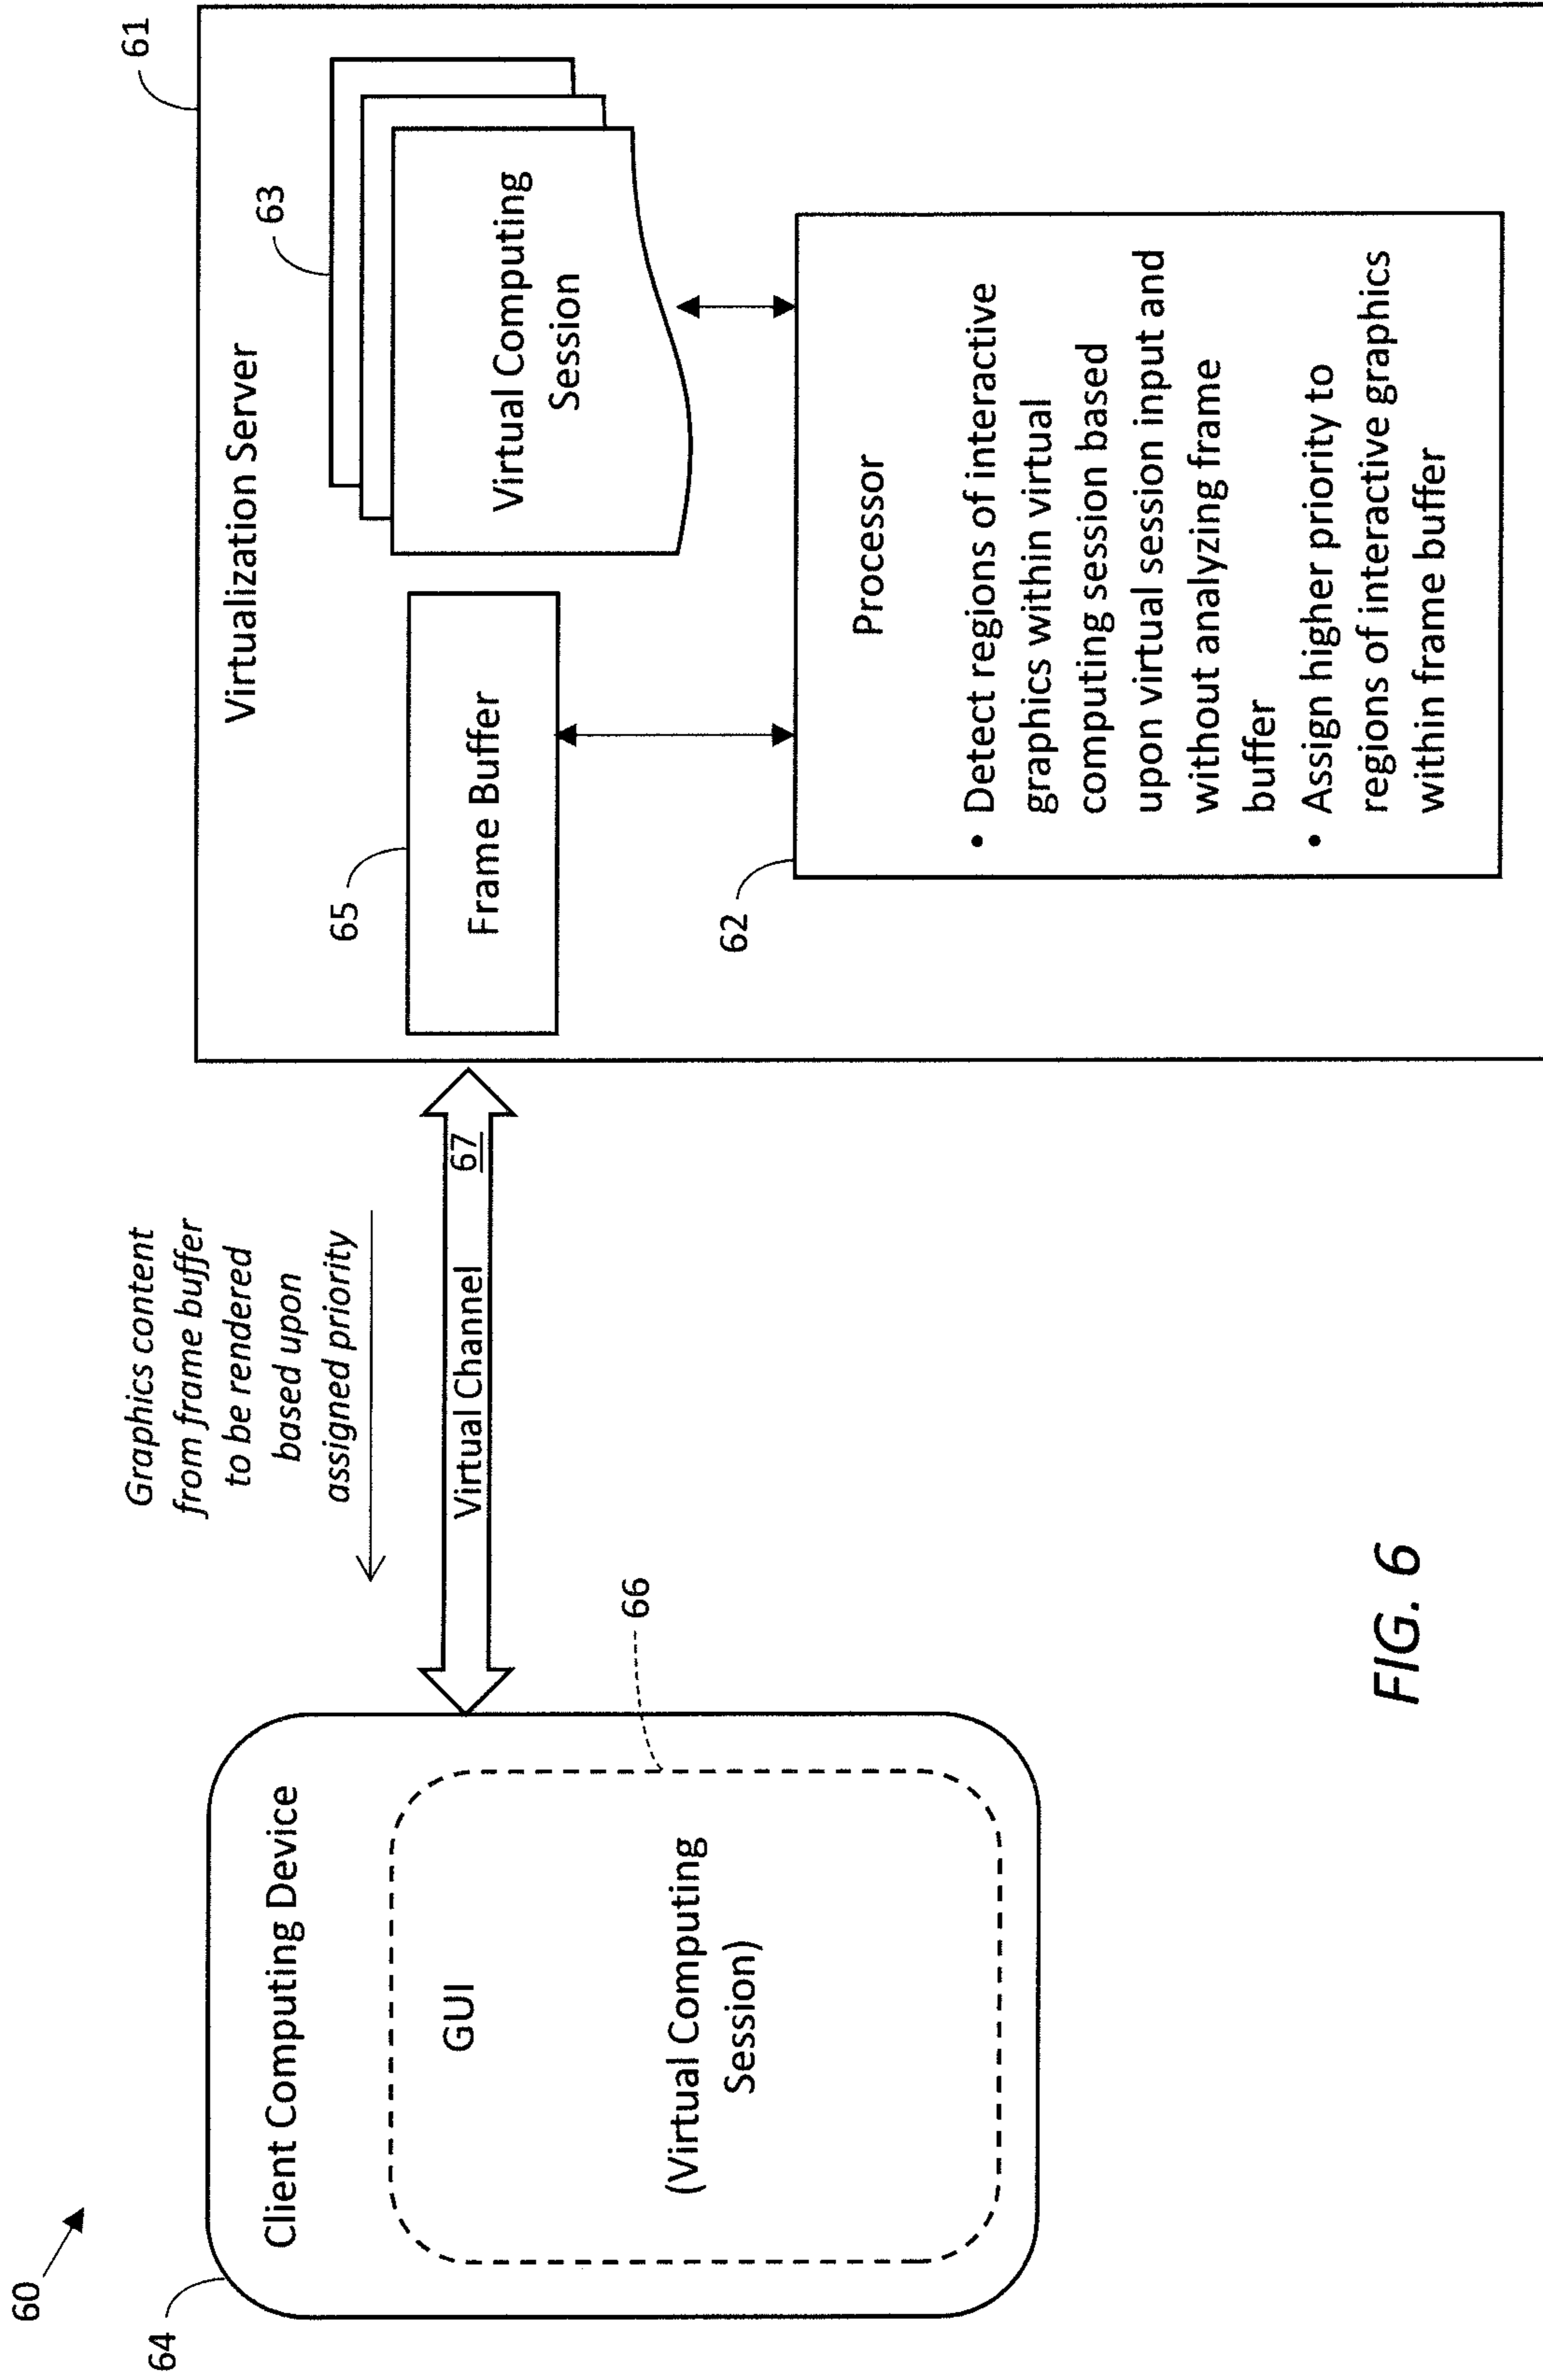 60
64
Client Computing Device
GUI
(Virtual Computing
Session)
66
Graphics content
from frame buffer
to be rendered
based upon
assigned priority
Virtual Channel 67
61
Virtualization Server
65
Frame Buffer
63
Virtual Computing
Session
62
Processor
• Detect regions of interactive
graphics within virtual
computing session based
upon virtual session input and
without analyzing frame
buffer
• Assign higher priority to
regions of interactive graphics
within frame buffer
FIG. 6